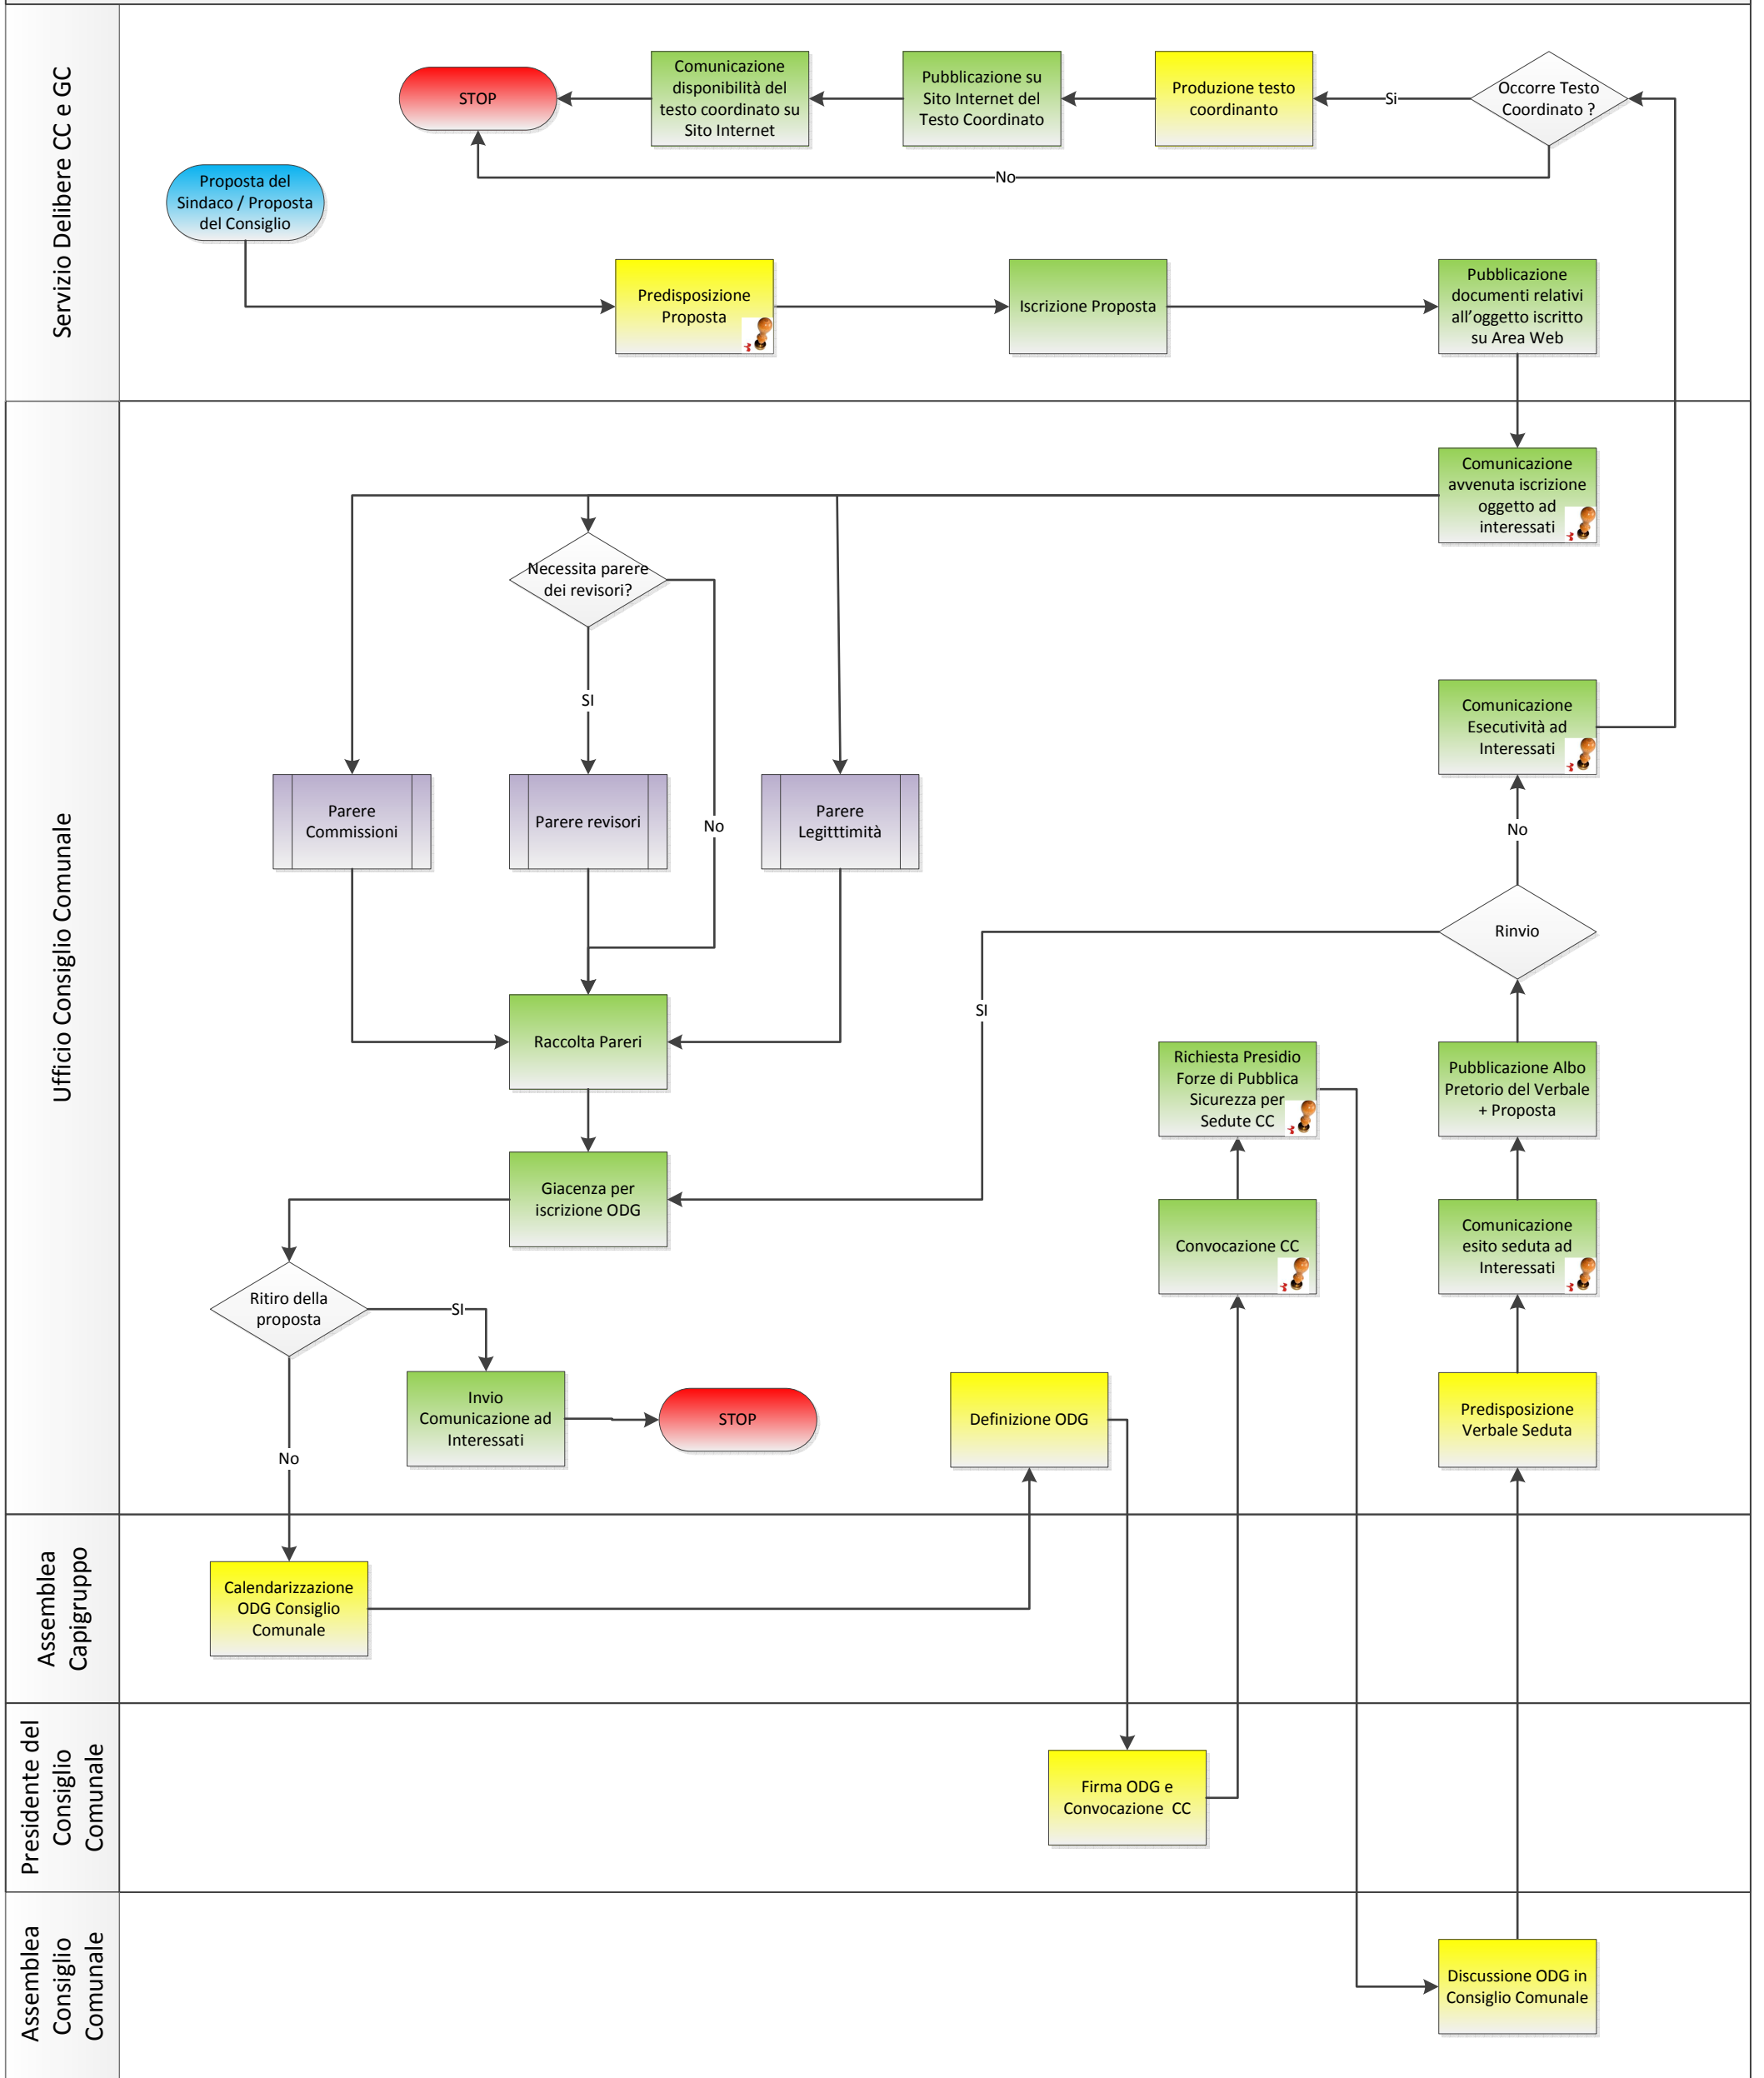 Servizio Delibere CC e GC
STOP
Comunicazione
disponibilità del
testo coordinato su
Sito Internet
Pubblicazione su
Sito Internet del
Testo Coordinato
Produzione testo
coordinanto
Si
Occorre Testo
Coordinato ?
No
Proposta del
Sindaco / Proposta
del Consiglio
Predisposizione
Proposta
Iscrizione Proposta
Pubblicazione
documenti relativi
all'oggetto iscritto
su Area Web
Ufficio Consiglio Comunale
Comunicazione
avvenuta iscrizione
oggetto ad
interessati
Necessita parere
dei revisori?
SI
No
Parere
Commissioni
Parere revisori
Parere
Legitttimità
Comunicazione
Esecutività ad
Interessati
No
Rinvio
SI
Raccolta Pareri
Richiesta Presidio
Forze di Pubblica
Sicurezza per
Sedute CC
Pubblicazione Albo
Pretorio del Verbale
+ Proposta
Giacenza per
iscrizione ODG
Convocazione CC
Comunicazione
esito seduta ad
Interessati
Ritiro della
proposta
SI
No
Invio
Comunicazione ad
Interessati
STOP
Definizione ODG
Predisposizione
Verbale Seduta
Assemblea
Capigruppo
Calendarizzazione
ODG Consiglio
Comunale
Presidente del
Consiglio
Comunale
Firma ODG e
Convocazione  CC
Assemblea
Consiglio
Comunale
Discussione ODG in
Consiglio Comunale